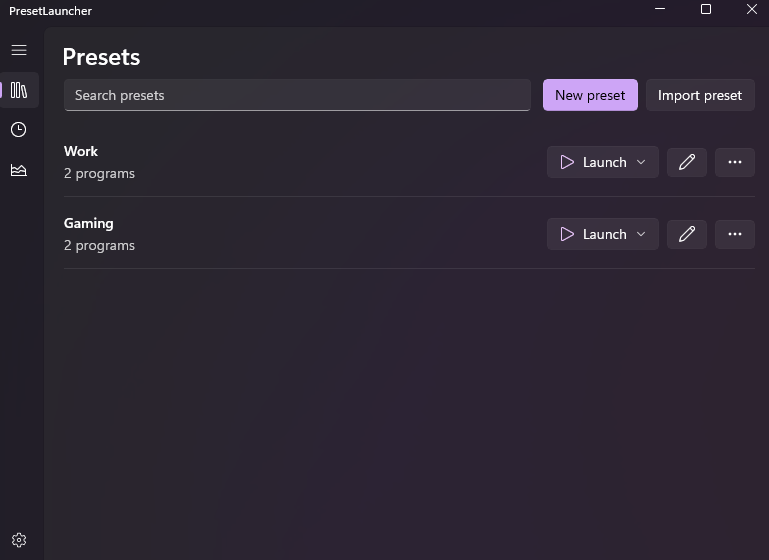 PresetLauncher
Presets
Search presets
New preset
Import preset
Work
2 programs
Launch
Gaming
2 programs
Launch